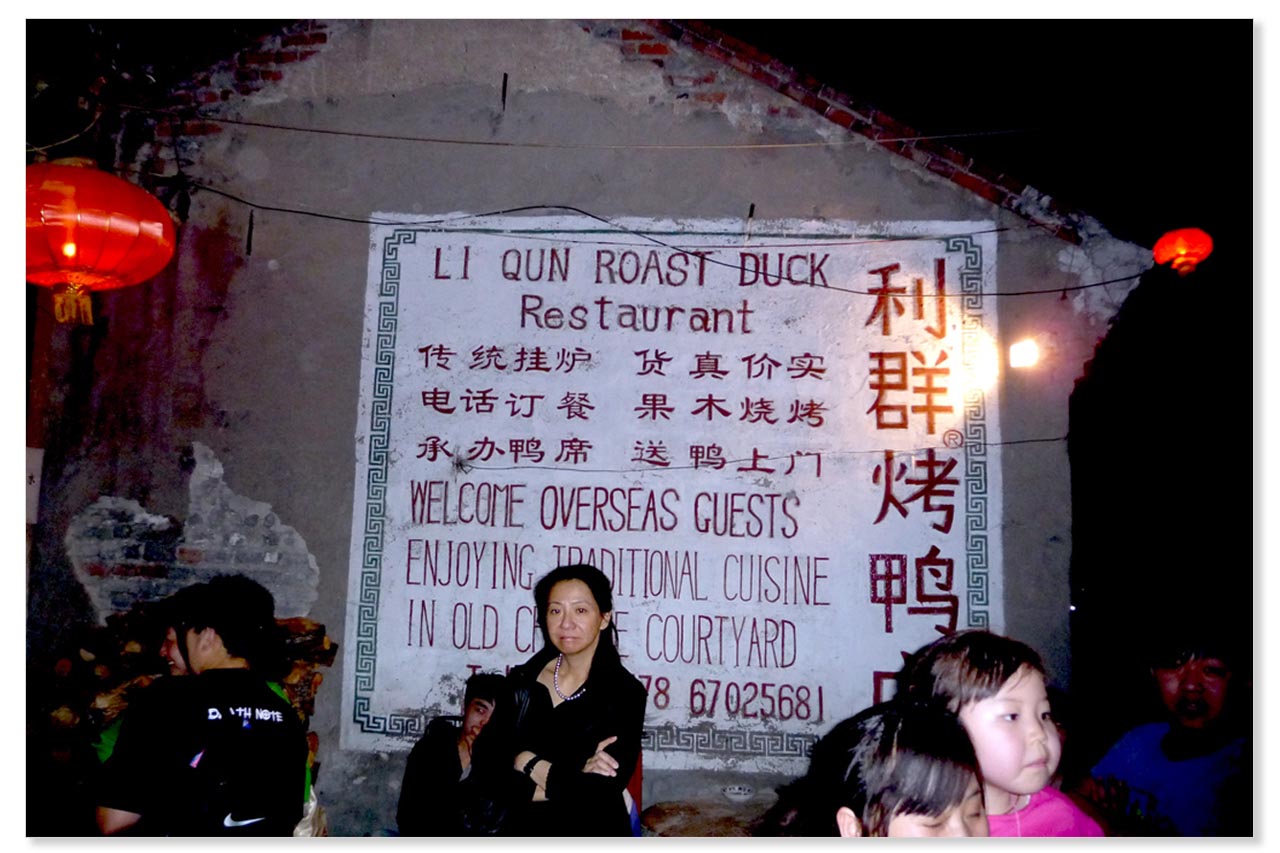 LI QUN ROAST DUCK
Restaurant
传统挂炉 货真价实
电话订餐 果木烧烤
承办鸭席 送鸭上门
WELCOME OVERSEAS GUESTS
ENJOYING TRADITIONAL CUISINE
IN OLD COURTYARD
78 67025681
利群®烤鸭
NOTE